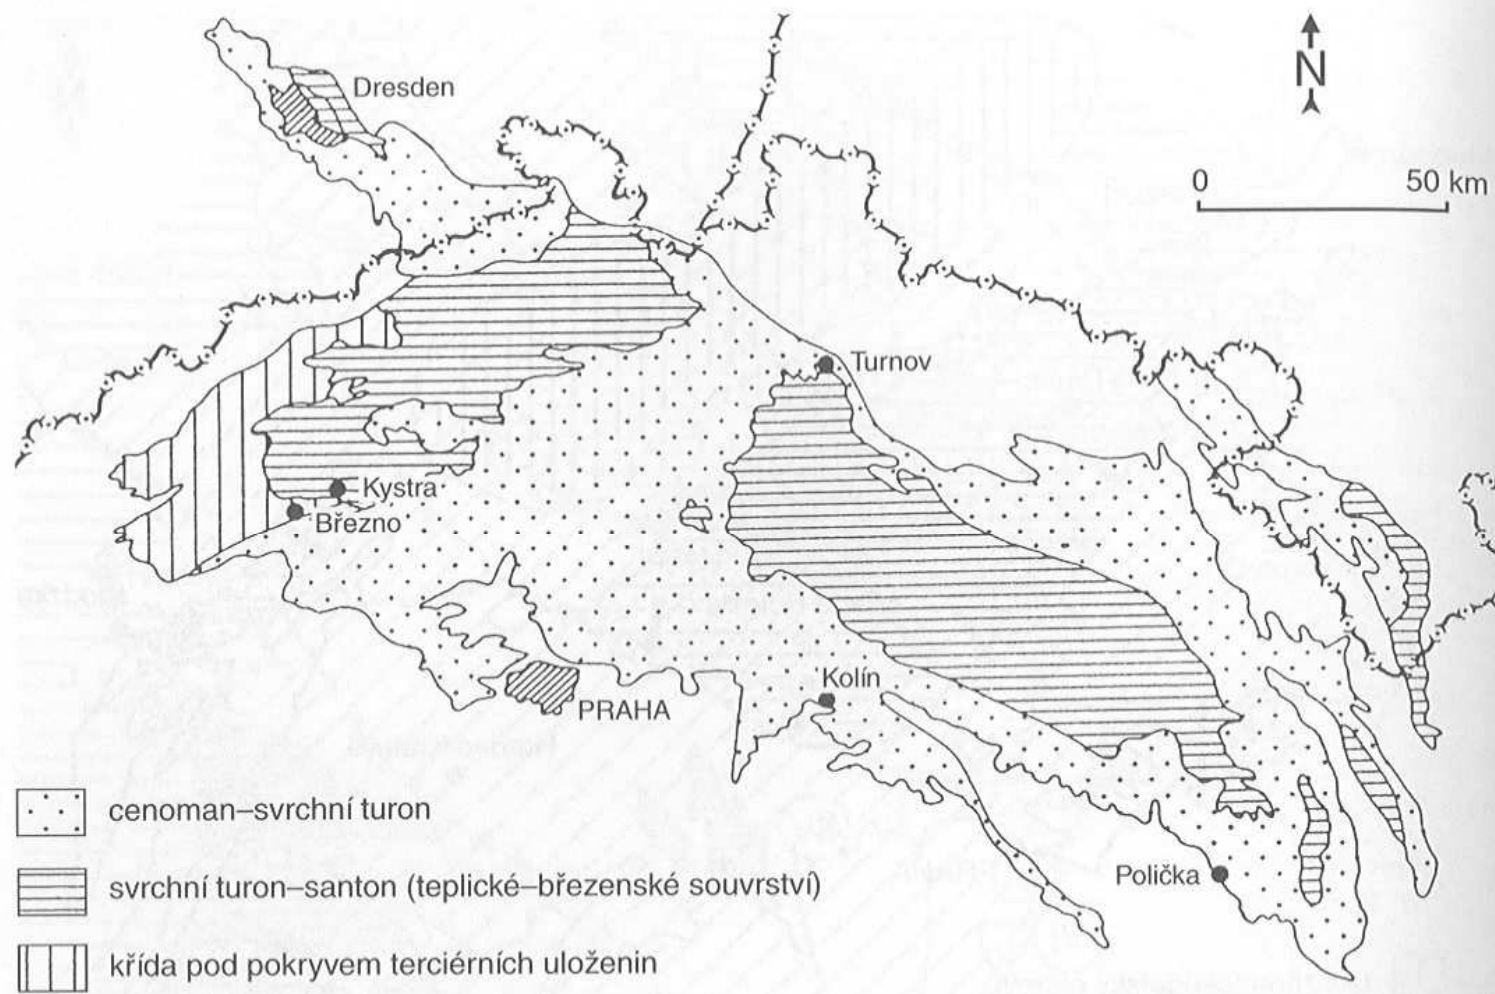 Dresden
N
0 50 km
Turnov
Kystra
Březno
Kolín
PRAHA
cenoman–svrchní turon
svrchní turon–santon (teplické–březenské souvrství)
Polička
křída pod pokryvem terciérních uloženin